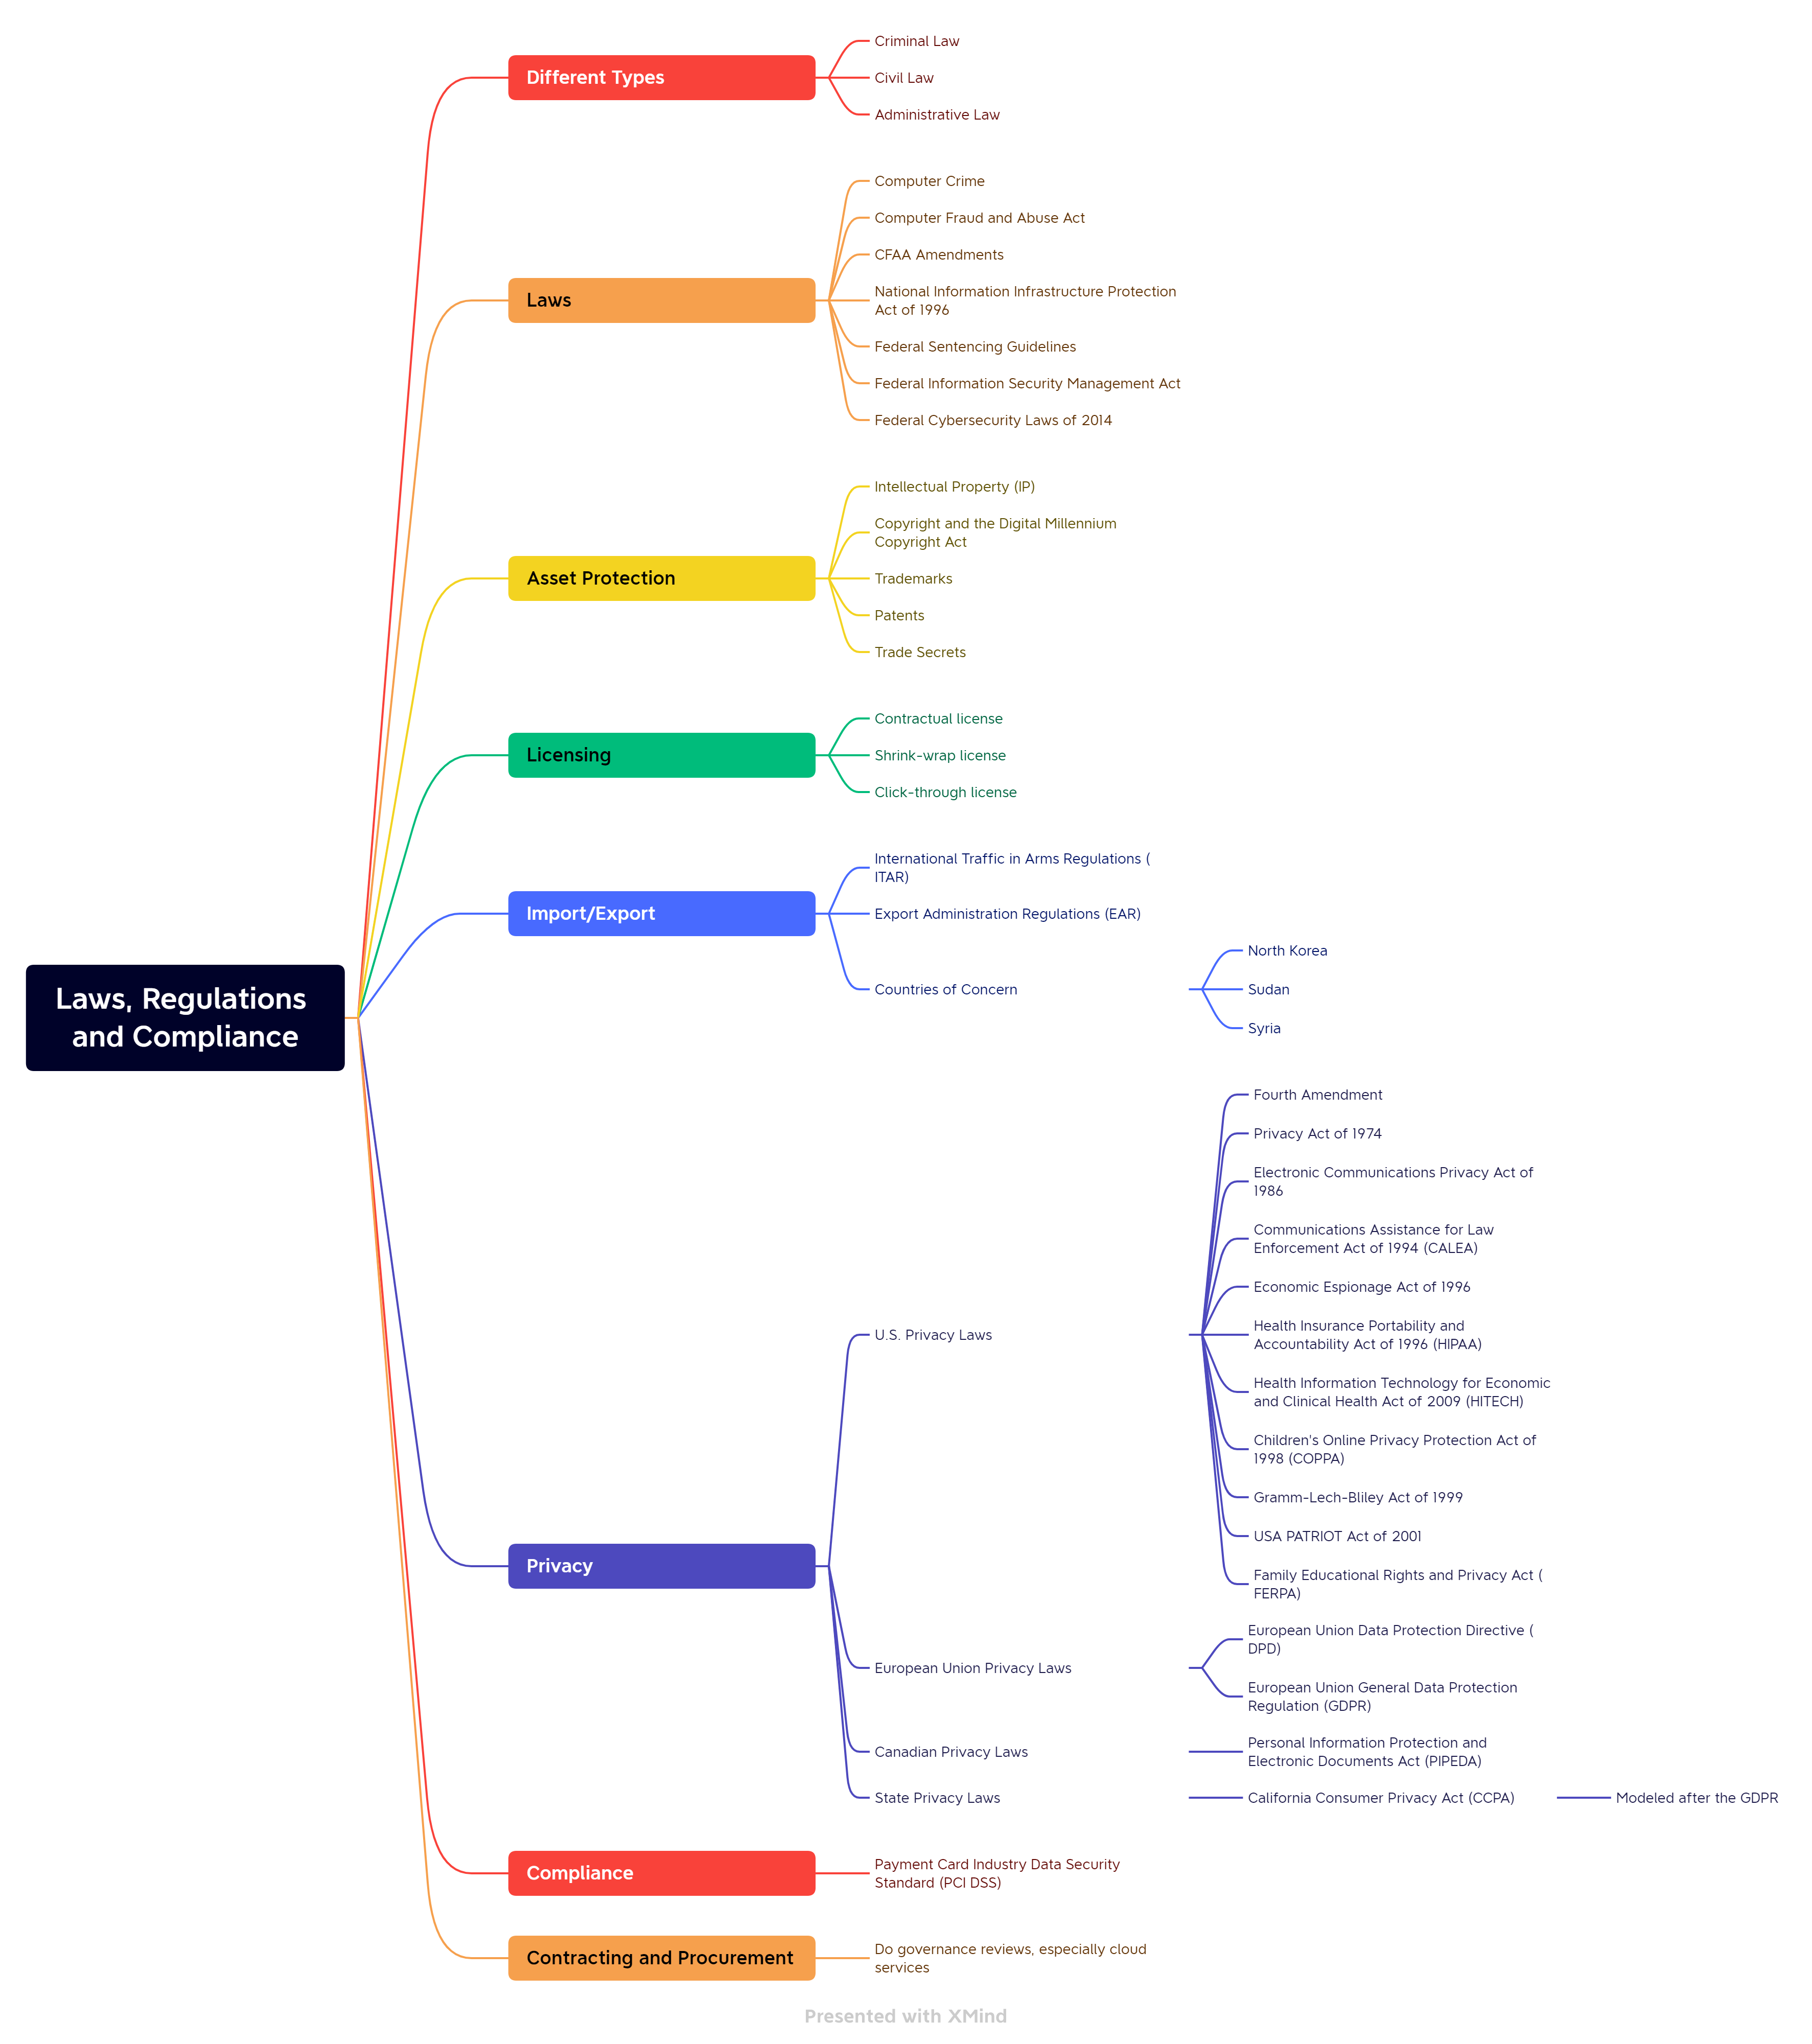 Laws, Regulations
and Compliance
Different Types
Criminal Law
Civil Law
Administrative Law
Laws
Computer Crime
Computer Fraud and Abuse Act
CFAA Amendments
National Information Infrastructure Protection
Act of 1996
Federal Sentencing Guidelines
Federal Information Security Management Act
Federal Cybersecurity Laws of 2014
Asset Protection
Intellectual Property (IP)
Copyright and the Digital Millennium
Copyright Act
Trademarks
Patents
Trade Secrets
Licensing
Contractual license
Shrink-wrap license
Click-through license
Import/Export
International Traffic in Arms Regulations (
ITAR)
Export Administration Regulations (EAR)
Countries of Concern
North Korea
Sudan
Syria
Privacy
U.S. Privacy Laws
Fourth Amendment
Privacy Act of 1974
Electronic Communications Privacy Act of
1986
Communications Assistance for Law
Enforcement Act of 1994 (CALEA)
Economic Espionage Act of 1996
Health Insurance Portability and
Accountability Act of 1996 (HIPAA)
Health Information Technology for Economic
and Clinical Health Act of 2009 (HITECH)
Children's Online Privacy Protection Act of
1998 (COPPA)
Gramm-Lech-Bliley Act of 1999
USA PATRIOT Act of 2001
Family Educational Rights and Privacy Act (
FERPA)
European Union Privacy Laws
European Union Data Protection Directive (
DPD)
European Union General Data Protection
Regulation (GDPR)
Canadian Privacy Laws
Personal Information Protection and
Electronic Documents Act (PIPEDA)
State Privacy Laws
California Consumer Privacy Act (CCPA)
Modeled after the GDPR
Compliance
Payment Card Industry Data Security
Standard (PCI DSS)
Contracting and Procurement
Do governance reviews, especially cloud
services
Presented with XMind